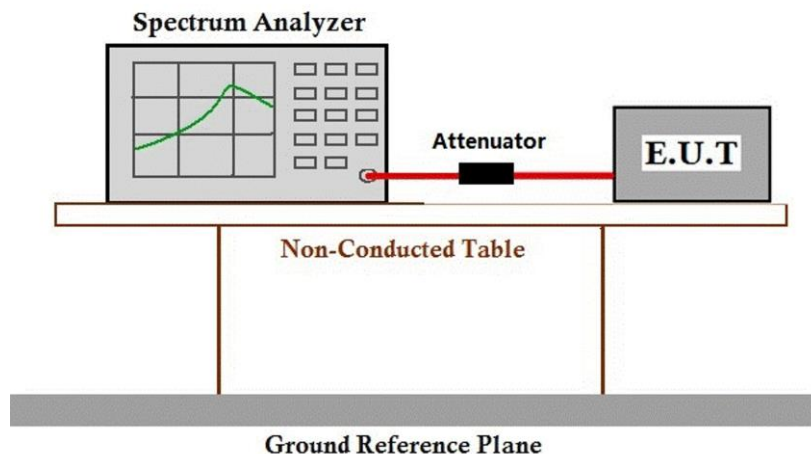 Spectrum Analyzer
Attenuator
E.U.T
Non-Conducted Table
Ground Reference Plane